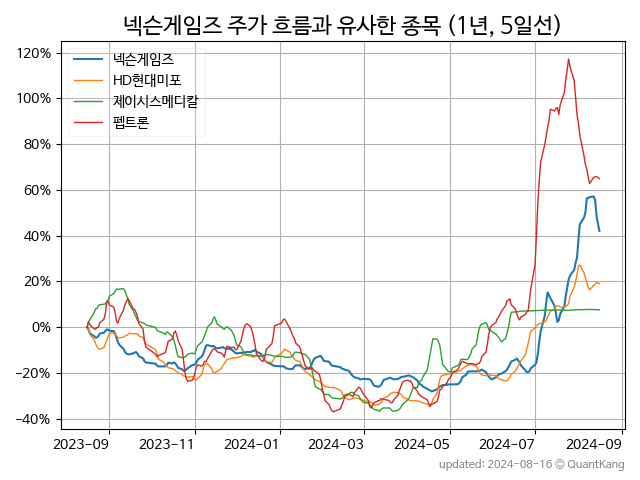 넥슨게임즈 주가 흐름과 유사한 종목 (1년, 5일선)
넥슨게임즈
HD현대미포
제이시스메디칼
펩트론
120%
100%
80%
60%
40%
20%
0%
−20%
−40%
2023-09
2023-11
2024-01
2024-03
2024-05
2024-07
2024-09
updated: 2024-08-16 © QuantKang